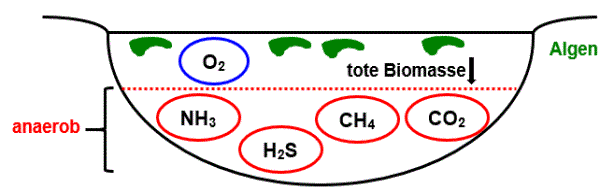 Algen
O₂
tote Biomasse
anaerob
NH₃
H₂S
CH₄
CO₂